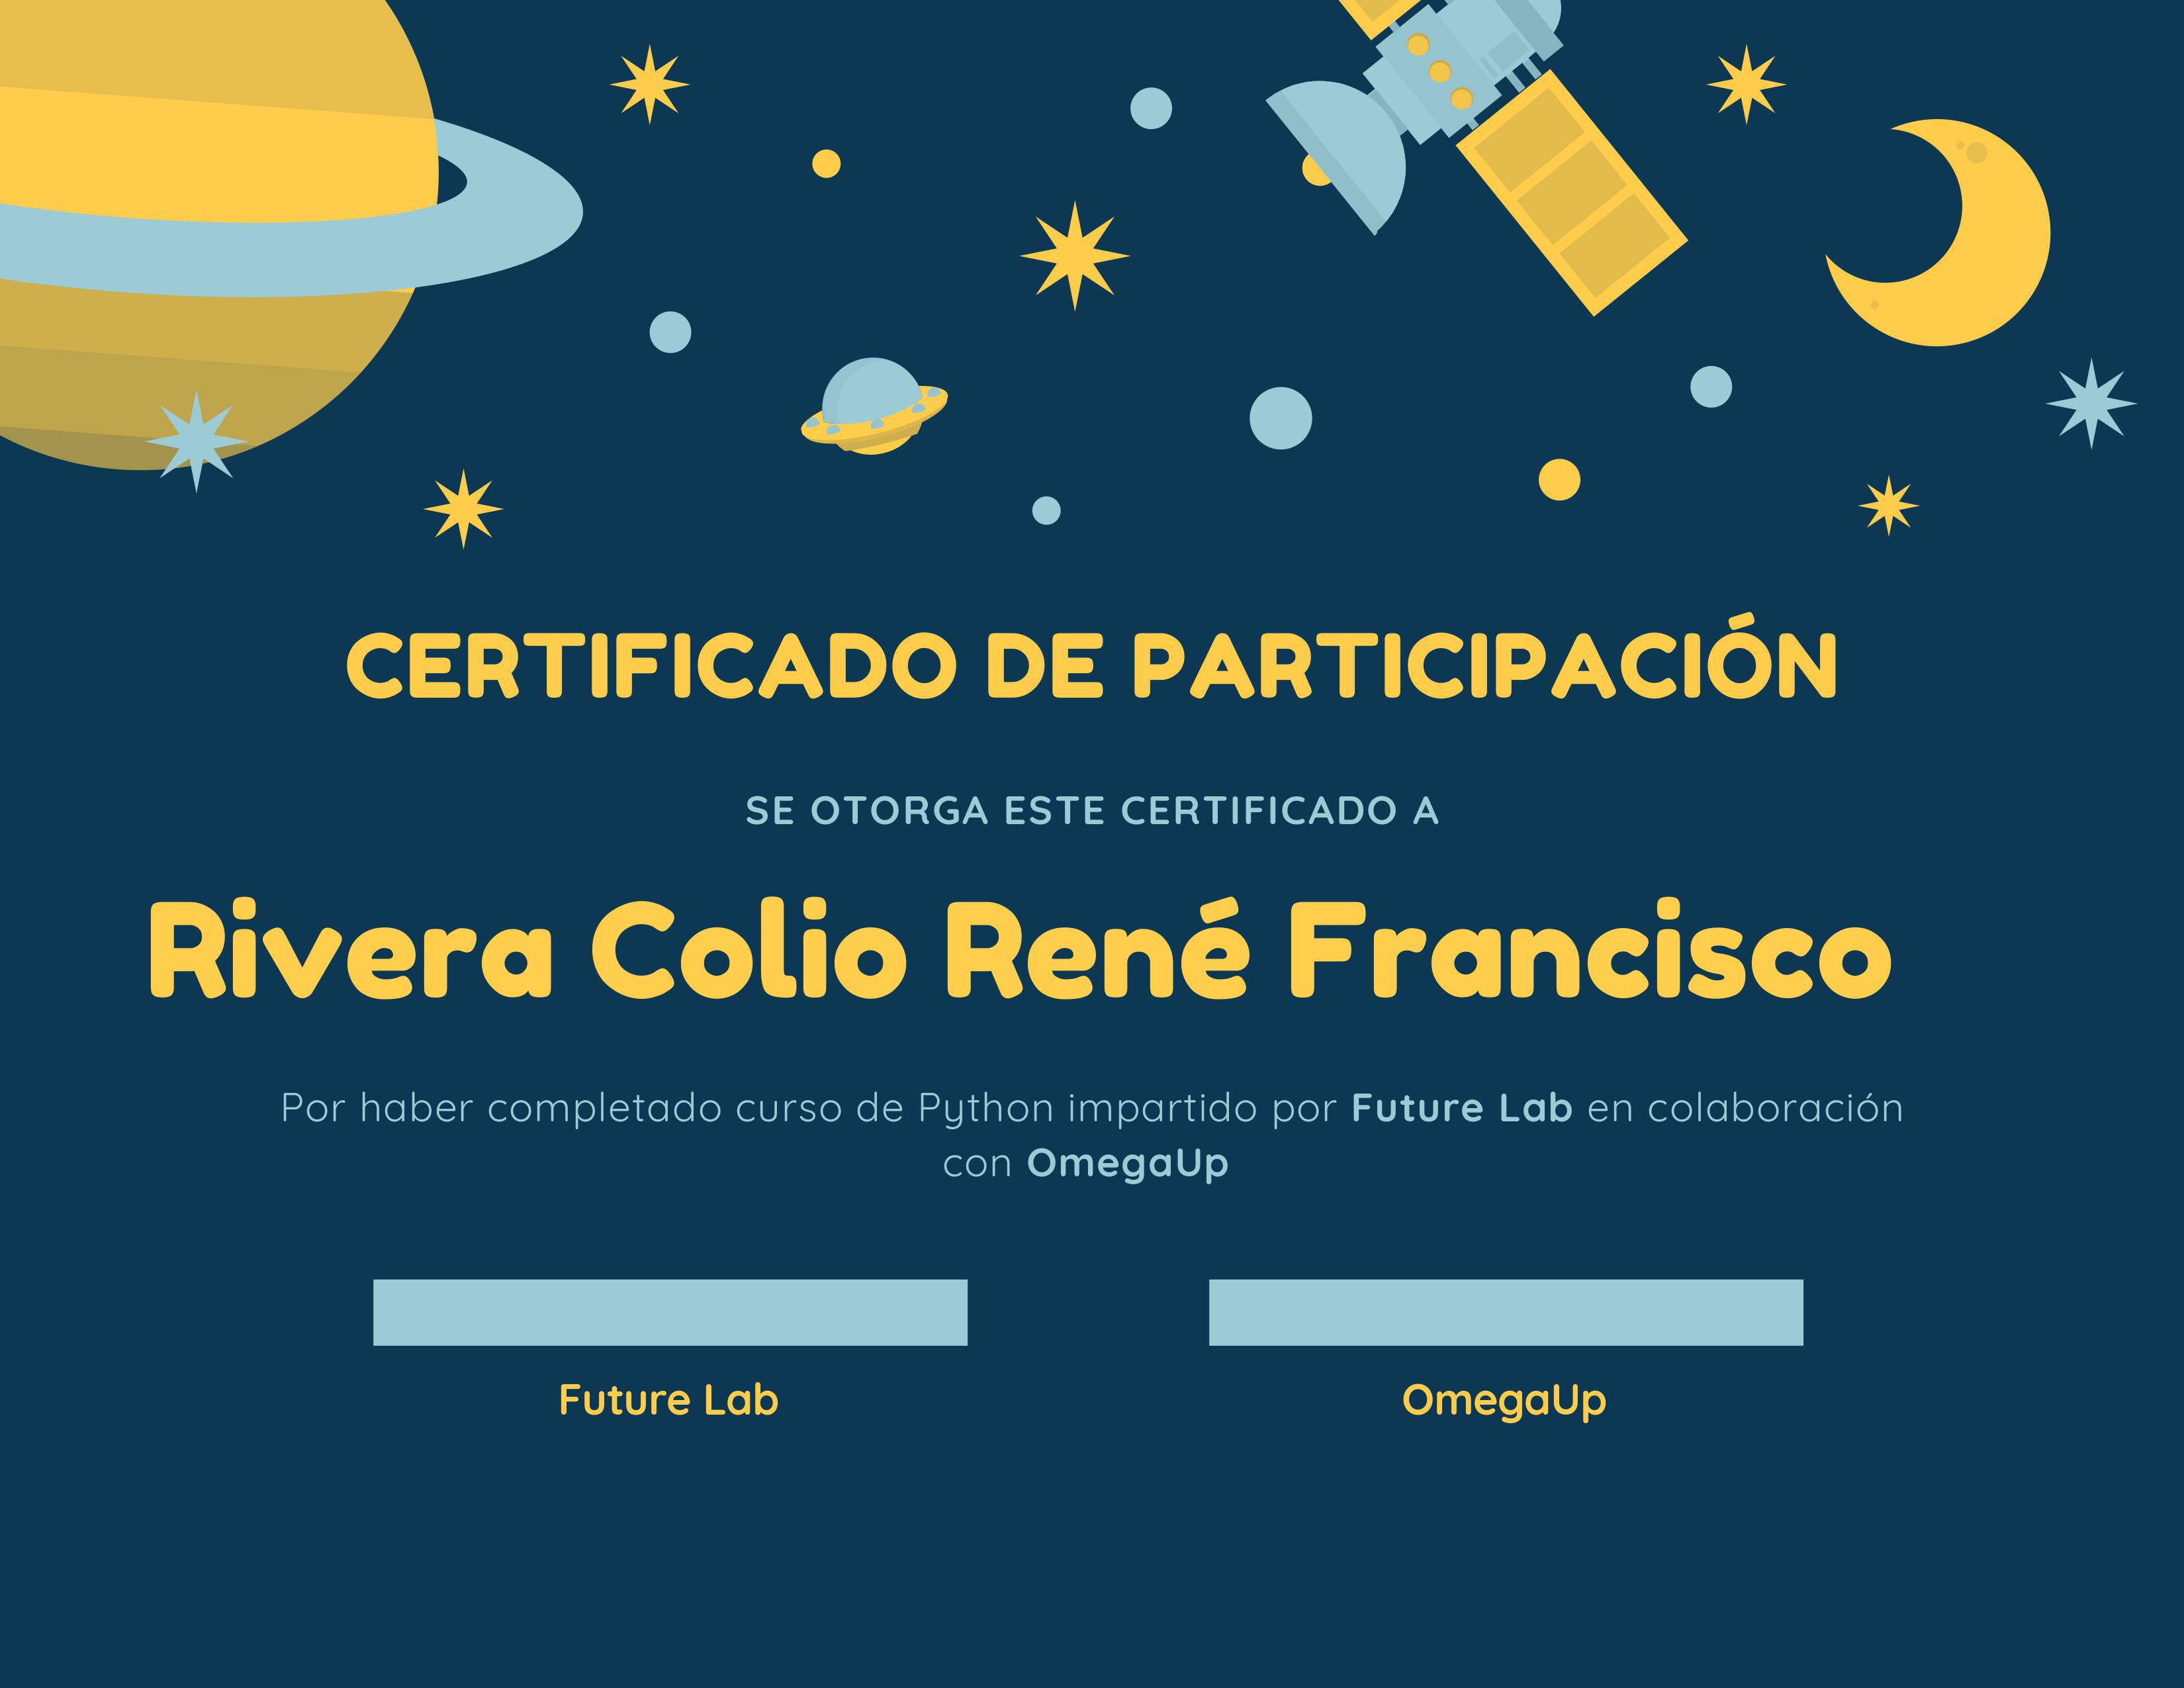 CERTIFICADO DE PARTICIPACIÓN
SE OTORGA ESTE CERTIFICADO A
Rivera Colio René Francisco
Por haber completado curso de Python impartido por Future Lab en colaboración
con OmegaUp
Future Lab
OmegaUp